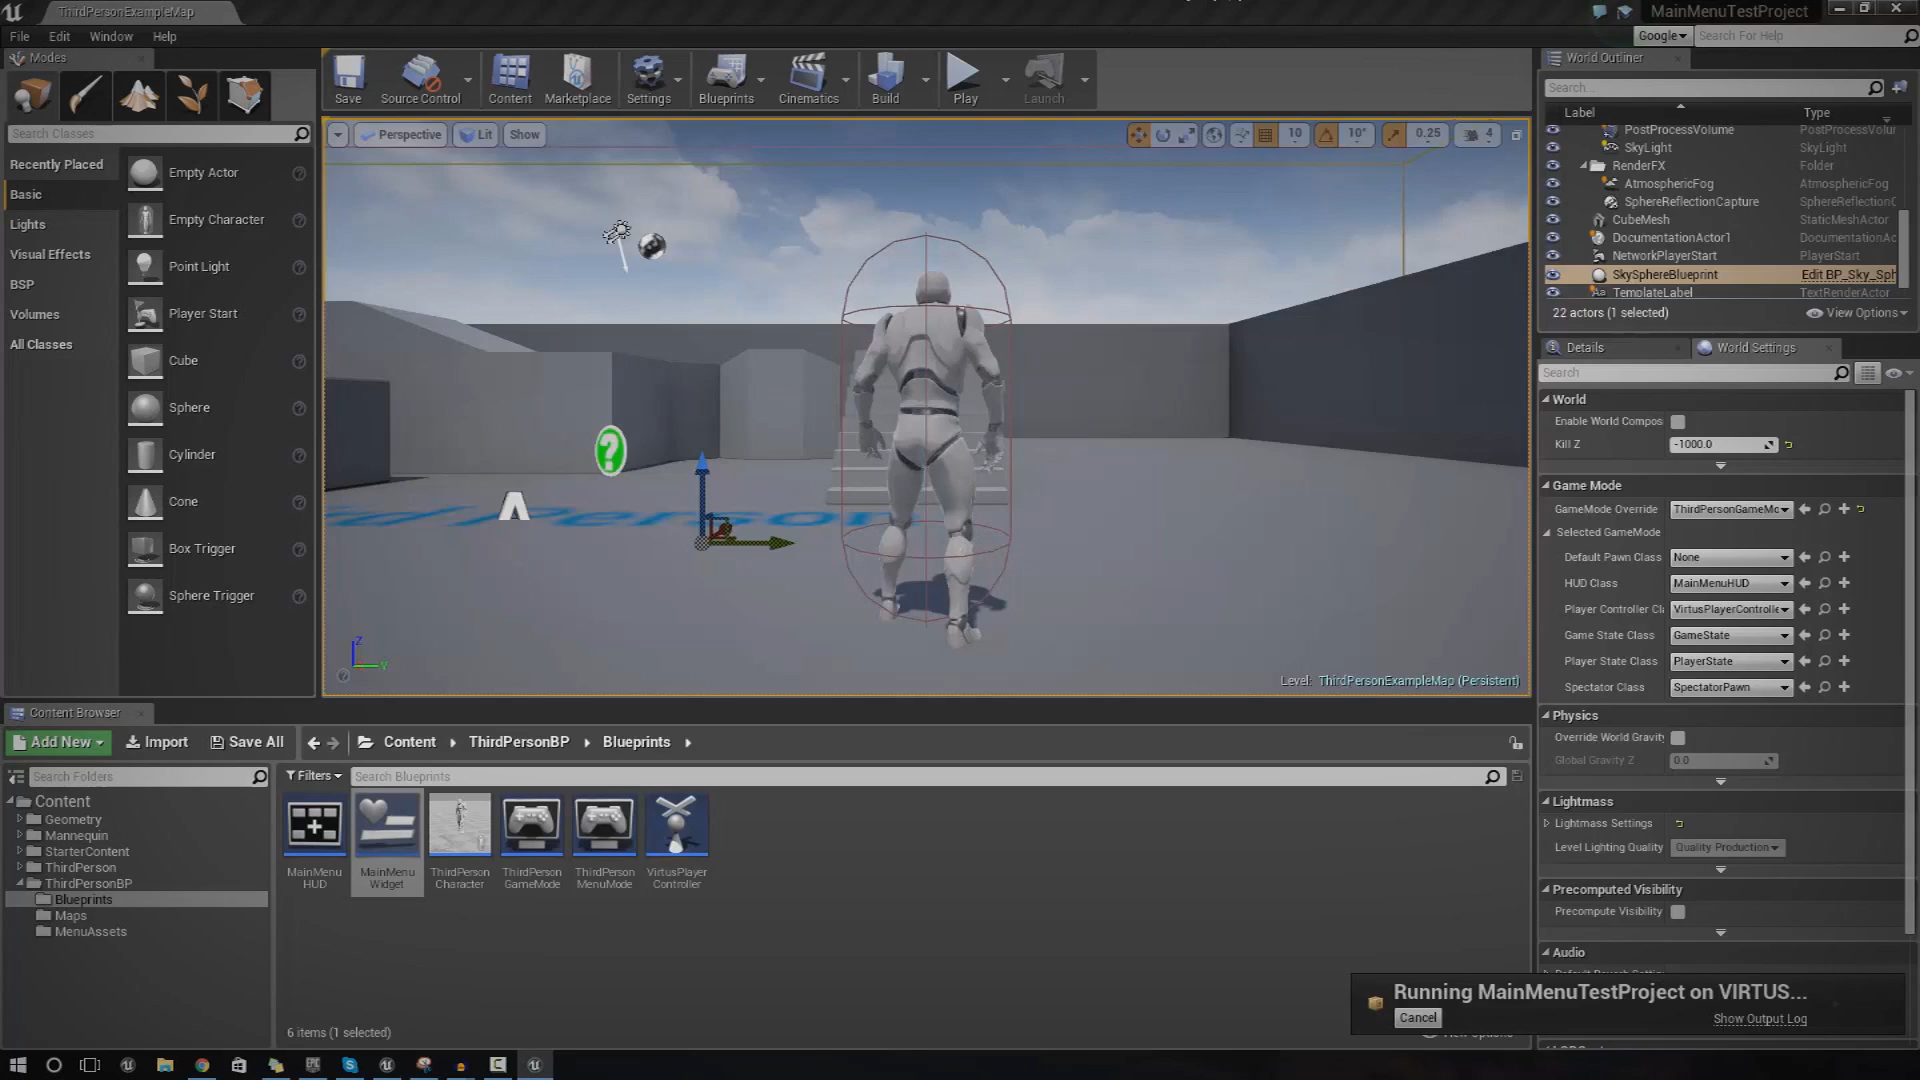 ThirdPersonExampleMap
MainMenuTestProject
File Edit Window Help
Google Search For Help
Modes
Search Classes
Recently Placed
Basic
Lights
Visual Effects
BSP
Volumes
All Classes
Empty Actor
Empty Character
Point Light
Player Start
Cube
Sphere
Cylinder
Cone
Box Trigger
Sphere Trigger
Save Source Control Content Marketplace Settings Blueprints Cinematics Build Play Launch
Perspective Lit Show
10 10° 0.25 4
Level: ThirdPersonExampleMap (Persistent)
World Outliner
Search...
Label Type
PostProcessVolume PostProcessVolu
SkyLight SkyLight
RenderFX Folder
AtmosphericFog AtmosphericFog
SphereReflectionCapture SphereReflectionC
CubeMesh StaticMeshActor
DocumentationActor1 DocumentationAc
NetworkPlayerStart PlayerStart
SkySphereBlueprint Edit BP_Sky_Sph
TemplateLabel TextRenderActor
22 actors (1 selected) View Options
Details World Settings
Search
World
Enable World Compos
Kill Z -1000.0
Game Mode
GameMode Override ThirdPersonGameMo
Selected GameMode
Default Pawn Class None
HUD Class MainMenuHUD
Player Controller Cla VirtusPlayerControlle
Game State Class GameState
Player State Class PlayerState
Spectator Class SpectatorPawn
Physics
Override World Gravit
Global Gravity Z 0.0
Lightmass
Lightmass Settings
Level Lighting Quality Quality Production
Precomputed Visibility
Precompute Visibility
Audio
Content Browser
Add New Import Save All Content ThirdPersonBP Blueprints
Search Folders
Filters Search Blueprints
Content
Geometry
Mannequin
StarterContent
ThirdPerson
ThirdPersonBP
Blueprints
Maps
MenuAssets
MainMenu HUD
MainMenu Widget
ThirdPerson Character
ThirdPerson GameMode
ThirdPerson MenuMode
VirtusPlayer Controller
6 items (1 selected)
Running MainMenuTestProject on VIRTUS...
Cancel Show Output Log